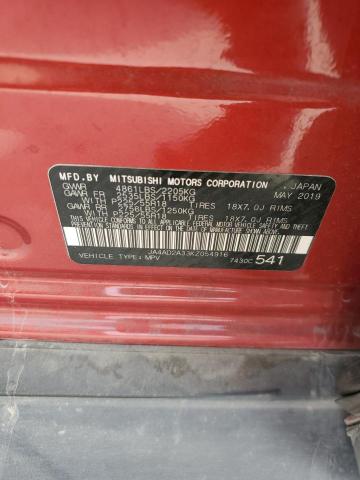 MFD.BY MITSUBISHI MOTORS CORPORATION , JAPAN
GVWR 4861LBS/2205KG MAY 2019
GAWR FR 2535LBS/1150KG
WITH P225/55R18 TIRES 18X7.0J RIMS
GAWR RR 2756LBS/1250KG
WITH P225/55R18 TIRES 18X7.0J RIMS
JA4AD2A33KZ054916 7430C 541
VEHICLE TYPE: MPV